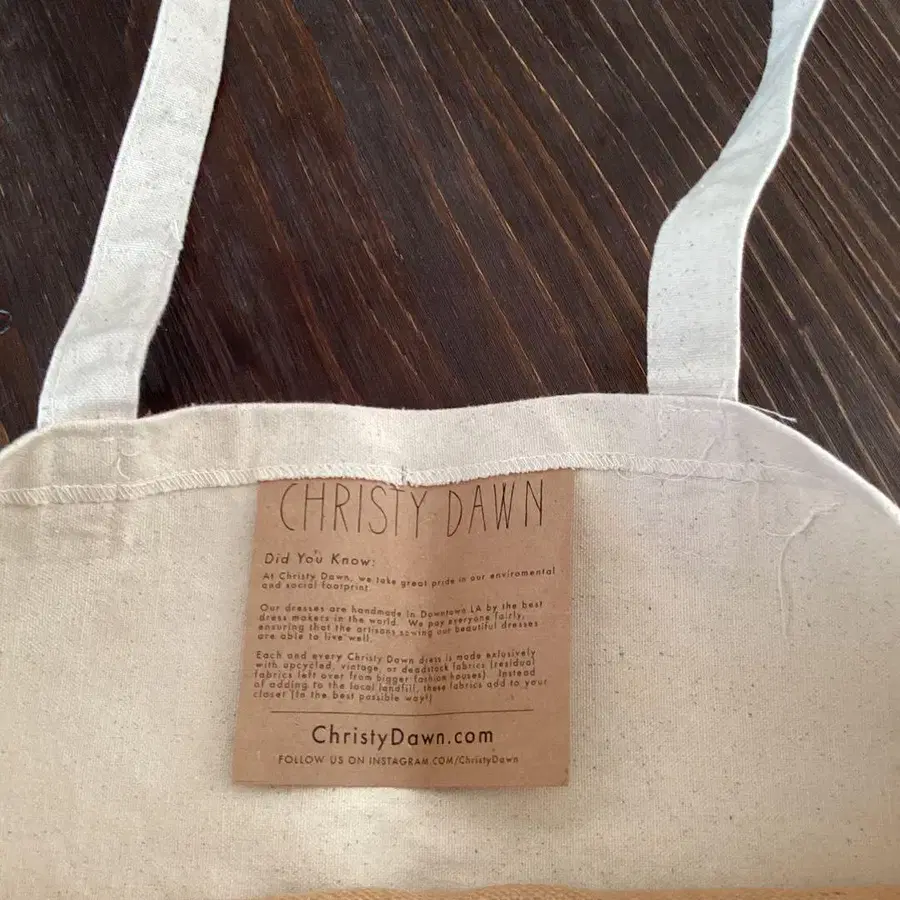 CHRISTY DAWN
Did You Know:
At Christy Dawn, we take great pride in our enviromental
and social footprint.
Our dresses are handmade in Downtown LA by the best
dress makers in the world. We pay everyone fairly,
ensuring that the artisans sewing our beautiful dresses
are able to live well.
Each and every Christy Dawn dress is made exlusively
with upcycled, vintage, or deadstock fabrics (residual
fabrics left over from bigger fashion houses). Instead
of adding to the local landfill, these fabrics add to your
closet (in the best possible way!)
ChristyDawn.com
FOLLOW US ON INSTAGRAM.COM/ChristyDawn